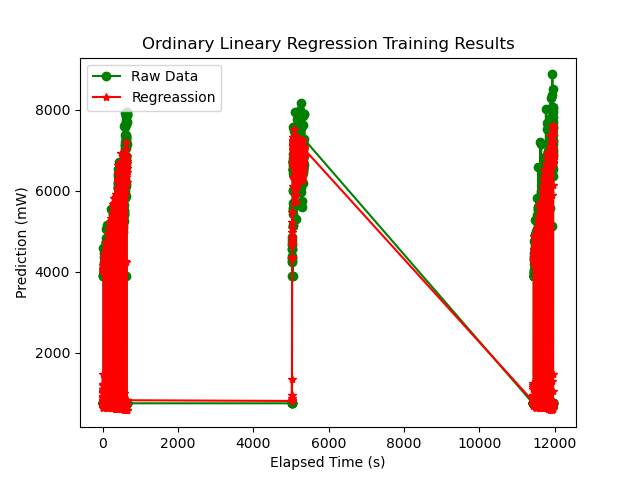 Ordinary Lineary Regression Training Results
Raw Data
Regreassion
8000
6000
4000
2000
Prediction (mW)
0 2000 4000 6000 8000 10000 12000
Elapsed Time (s)